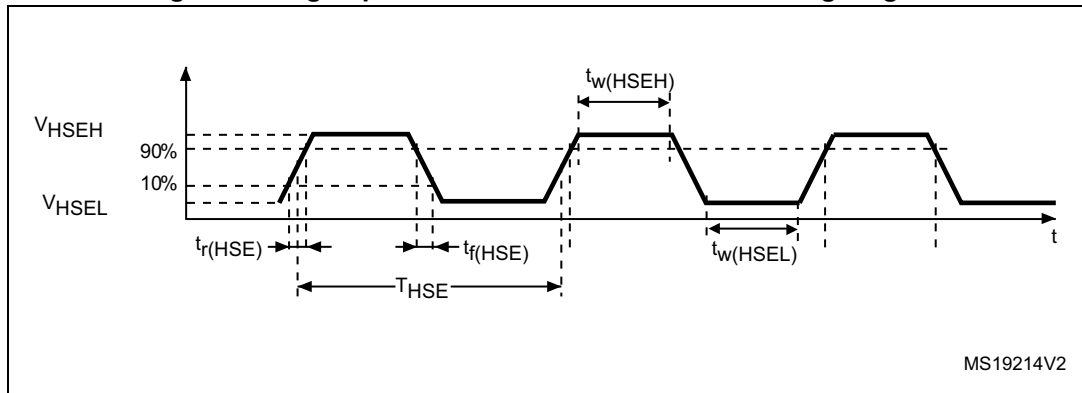 tw(HSEH)
VHSEH
90%
10%
VHSEL
tr(HSE)
tf(HSE)
tw(HSEL)
t
THSE
MS19214V2